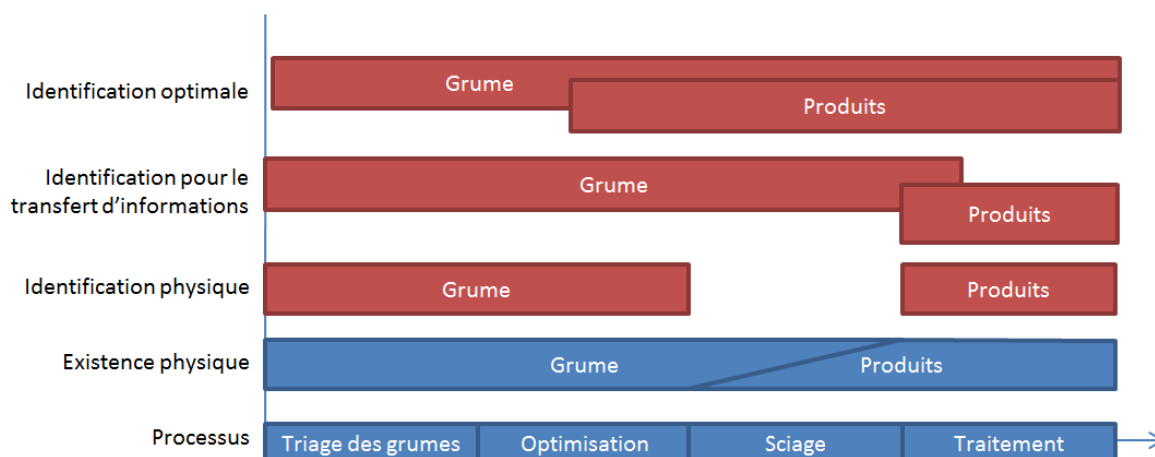 Identification optimale
Grume
Produits
Identification pour le
transfert d'informations
Grume
Produits
Identification physique
Grume
Produits
Existence physique
Grume
Produits
Processus
Triage des grumes
Optimisation
Sciage
Traitement